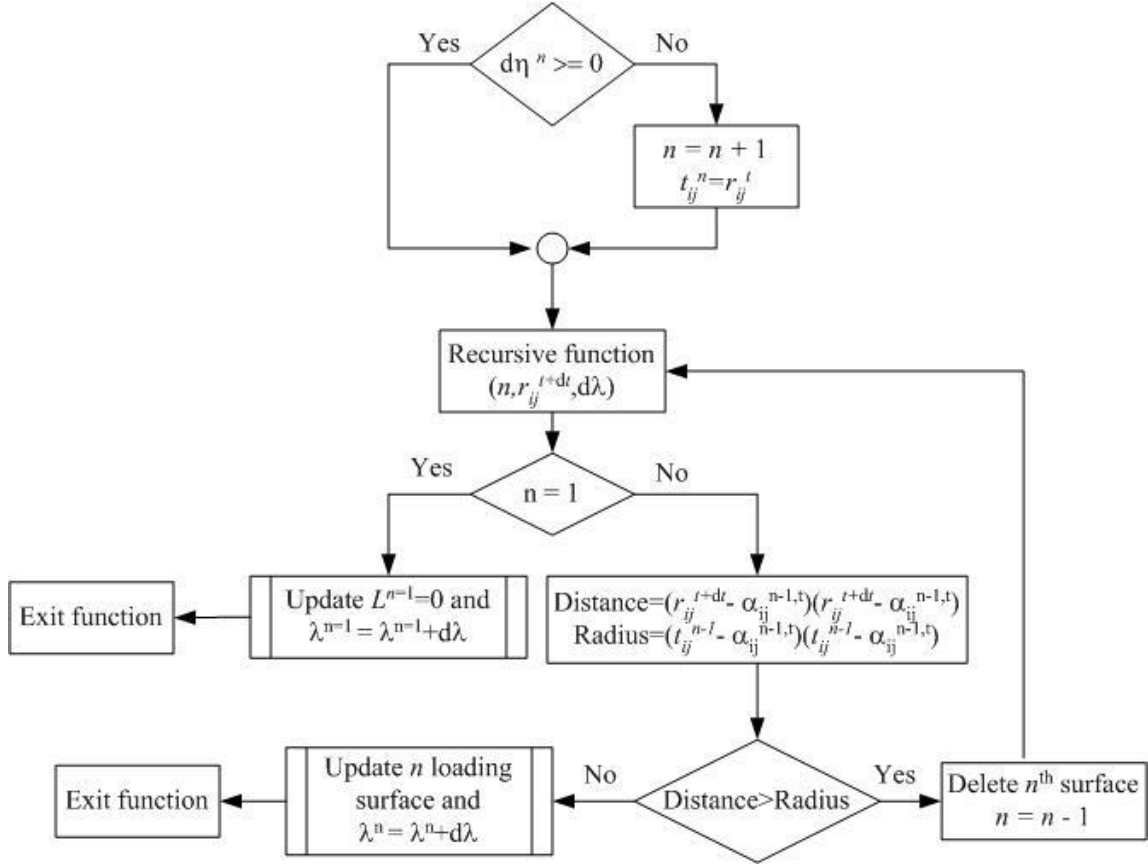 Yes
No
dη ⁿ >= 0
n = n + 1
t_ij^n=r_ij^t
Recursive function
(n,r_ij^t+dt,dλ)
Yes
No
n = 1
Exit function
Update L^n=1=0 and
λ^n=1 = λ^n=1+dλ
Distance=(r_ij^t+dt- α_ij^n-1,t)(r_ij^t+dt- α_ij^n-1,t)
Radius=(t_ij^n-1- α_ij^n-1,t)(t_ij^n-1- α_ij^n-1,t)
Exit function
Update n loading
surface and
λ^n = λ^n+dλ
No
Distance>Radius
Yes
Delete n^th surface
n = n - 1